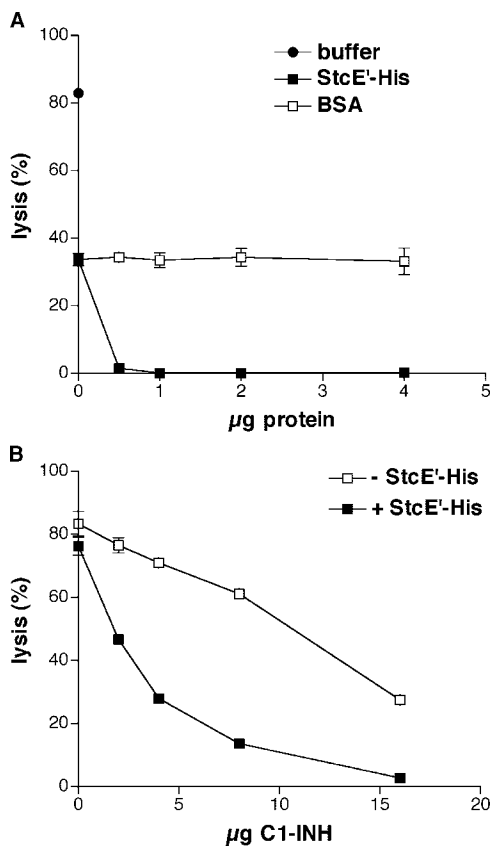 A
buffer
StcE'-His
BSA
lysis (%)
100
80
60
40
20
0
0 1 2 3 4 5
µg protein
B
- StcE'-His
+ StcE'-His
lysis (%)
100
80
60
40
20
0
0 5 10 15 20
µg C1-INH